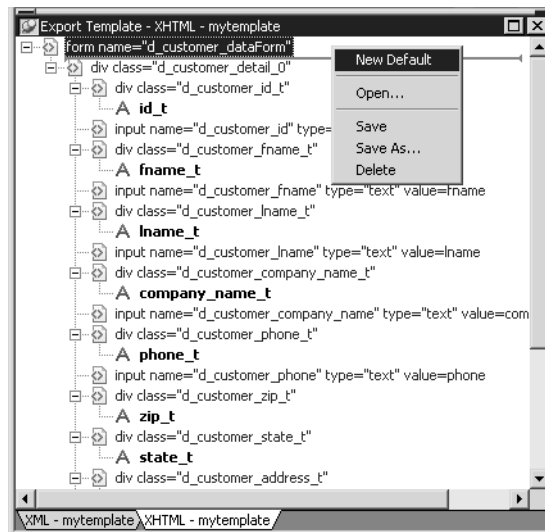 Export Template - XHTML - mytemplate
form name="d_customer_dataForm"
New Default
div class="d_customer_detail_0"
div class="d_customer_id_t"
Open...
id_t
input name="d_customer_id" type=
Save
div class="d_customer_fname_t"
Save As...
fname_t
Delete
input name="d_customer_fname" type="text" value=fname
div class="d_customer_lname_t"
lname_t
input name="d_customer_lname" type="text" value=lname
div class="d_customer_company_name_t"
company_name_t
input name="d_customer_company_name" type="text" value=com
div class="d_customer_phone_t"
phone_t
input name="d_customer_phone" type="text" value=phone
div class="d_customer_zip_t"
zip_t
div class="d_customer_state_t"
state_t
div class="d_customer_address_t"
XML - mytemplate XHTML - mytemplate